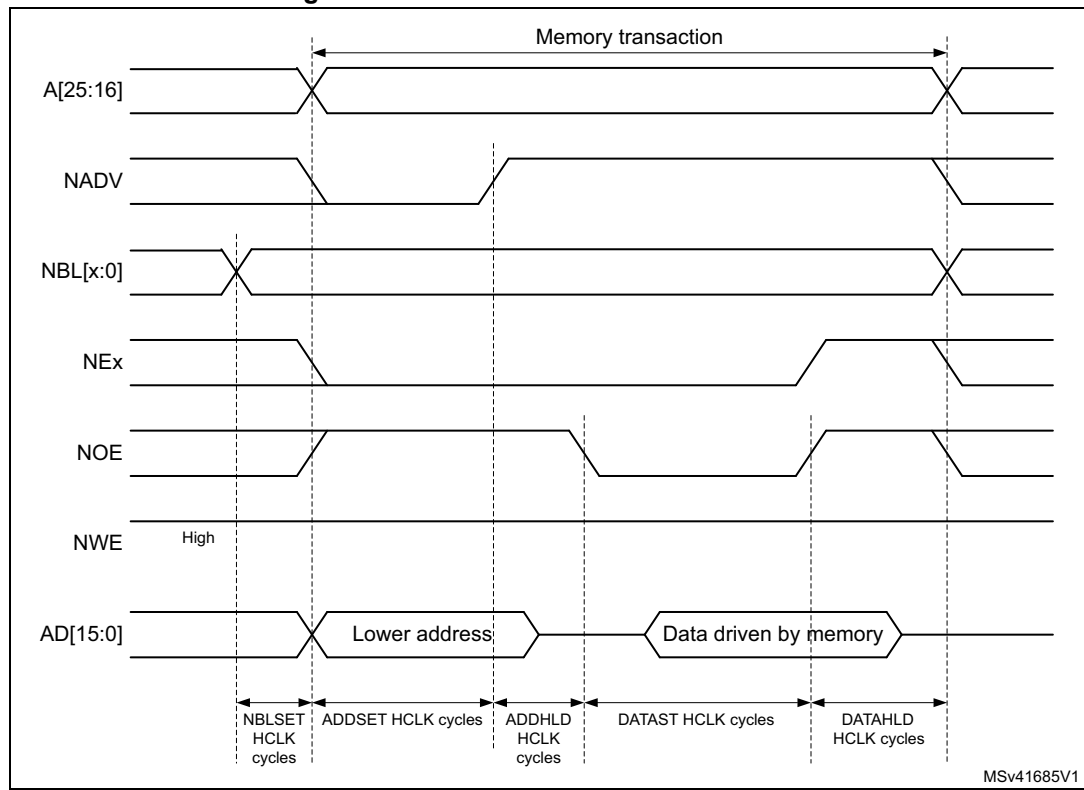 Memory transaction
A[25:16]
NADV
NBL[x:0]
NEx
NOE
NWE High
AD[15:0] Lower address Data driven by memory
NBLSET
HCLK
cycles
ADDSET HCLK cycles
ADDHLD
HCLK
cycles
DATAST HCLK cycles
DATAHLD
HCLK cycles
MSv41685V1